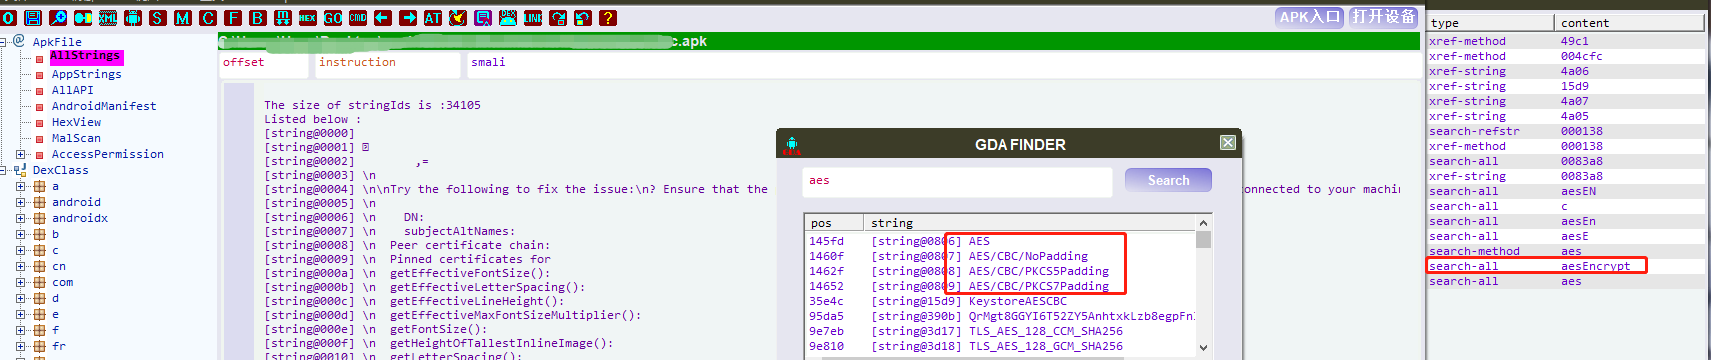 O S M C F B HEX GO CMD AT LINK ?
APK入口 打开设备
ApkFile
AllStrings
AppStrings
AllAPI
AndroidManifest
HexView
MalScan
AccessPermission
DexClass
a
android
androidx
b
c
cn
com
d
e
f
fr
c.apk
offset instruction smali
The size of stringIds is :34105
Listed below :
[string@0000]
[string@0001]
[string@0002] ,=
[string@0003] \n
[string@0004] \n\nTry the following to fix the issue:\n? Ensure that the
onnected to your machin
[string@0005] \n
[string@0006] \n DN:
[string@0007] \n subjectAltNames:
[string@0008] \n Peer certificate chain:
[string@0009] \n Pinned certificates for
[string@000a] \n getEffectiveFontSize():
[string@000b] \n getEffectiveLetterSpacing():
[string@000c] \n getEffectiveLineHeight():
[string@000d] \n getEffectiveMaxFontSizeMultiplier():
[string@000e] \n getFontSize():
[string@000f] \n getHeightOfTallestInlineImage():
[string@0010] \n getLetterSpacing():
GDA FINDER
aes Search
pos string
145fd [string@0806] AES
1460f [string@0807] AES/CBC/NoPadding
1462f [string@0808] AES/CBC/PKCS5Padding
14652 [string@0809] AES/CBC/PKCS7Padding
35e4c [string@15d9] KeystoreAESCBC
95da5 [string@390b]
9e7eb [string@3d17] TLS_AES_128_CCM_SHA256
9e810 [string@3d18] TLS_AES_128_GCM_SHA256
type content
xref-method 49c1
xref-method 004cfc
xref-string 4a06
xref-string 15d9
xref-string 4a07
xref-string 4a05
search-refstr 000138
xref-method 000138
search-all 0083a8
xref-string 0083a8
search-all aesEN
search-all c
search-all aesEn
search-all aesE
search-method aes
search-all aesEncrypt
search-all aes